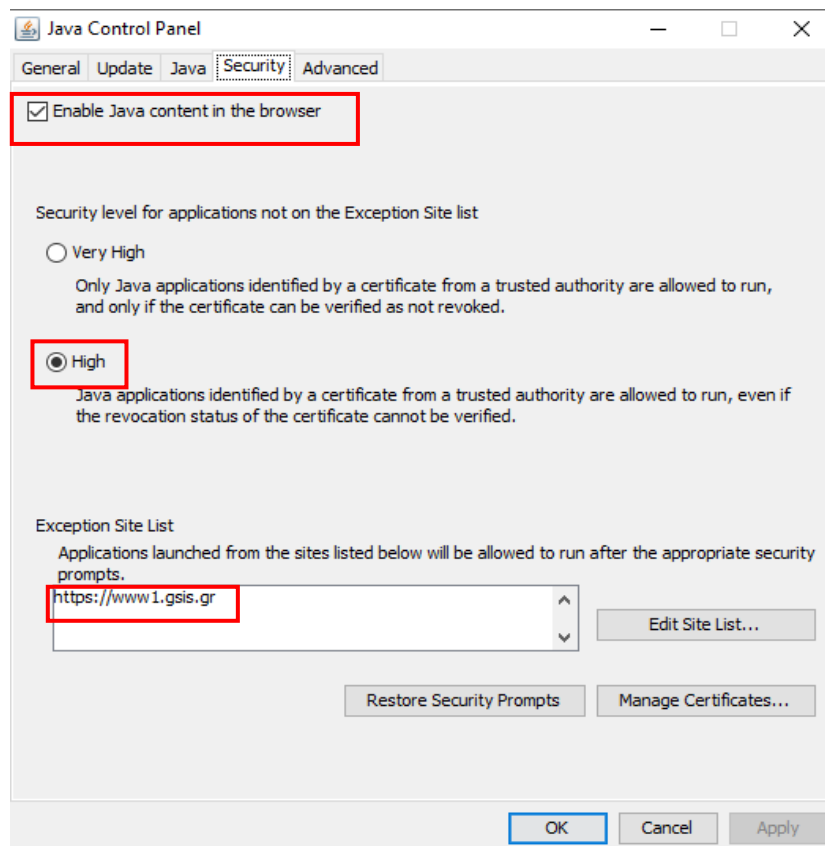 Java Control Panel
General Update Java Security Advanced
Enable Java content in the browser
Security level for applications not on the Exception Site list
Very High
Only Java applications identified by a certificate from a trusted authority are allowed to run,
and only if the certificate can be verified as not revoked.
High
Java applications identified by a certificate from a trusted authority are allowed to run, even if
the revocation status of the certificate cannot be verified.
Exception Site List
Applications launched from the sites listed below will be allowed to run after the appropriate security
prompts.
https://www1.gsis.gr
Edit Site List...
Restore Security Prompts Manage Certificates...
OK Cancel Apply